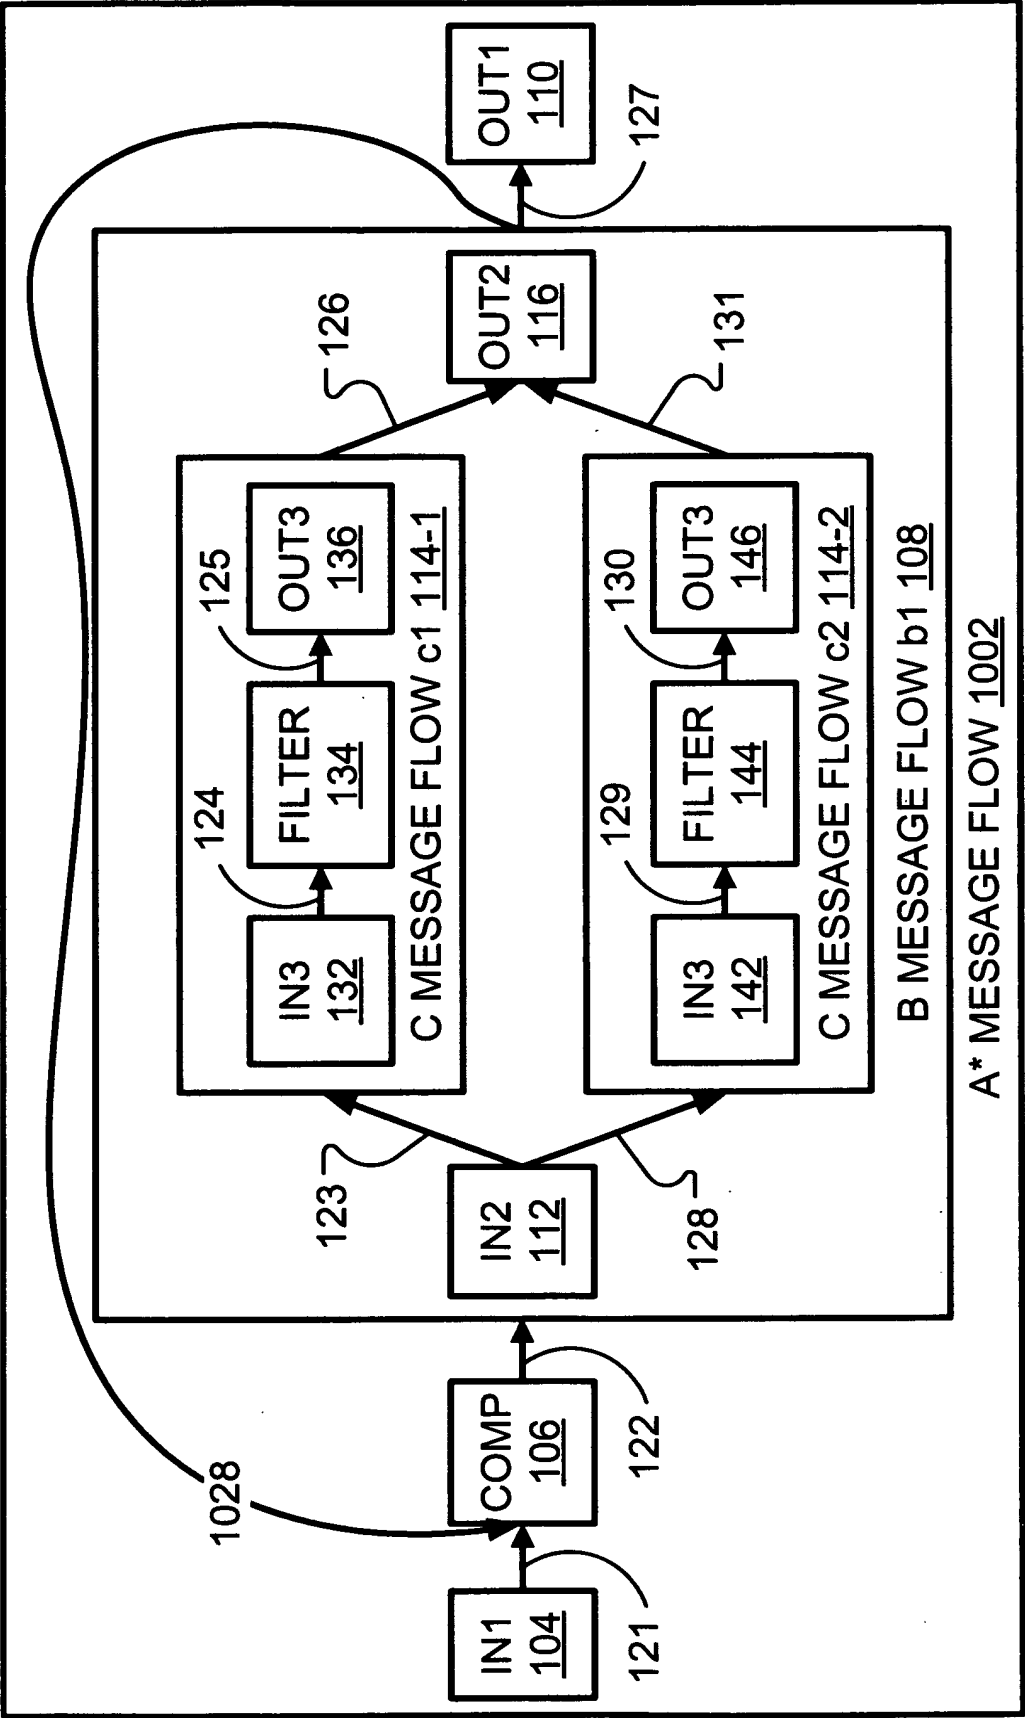 1028
126
OUT1
110
127
OUT2
116
131
125
OUT3
136
124
FILTER
134
IN3
132
C MESSAGE FLOW c1 114-1
130
OUT3
146
129
FILTER
144
IN3
142
C MESSAGE FLOW c2 114-2
123
IN2
112
128
B MESSAGE FLOW b1 108
COMP
106
122
IN1
104
121
A* MESSAGE FLOW 1002